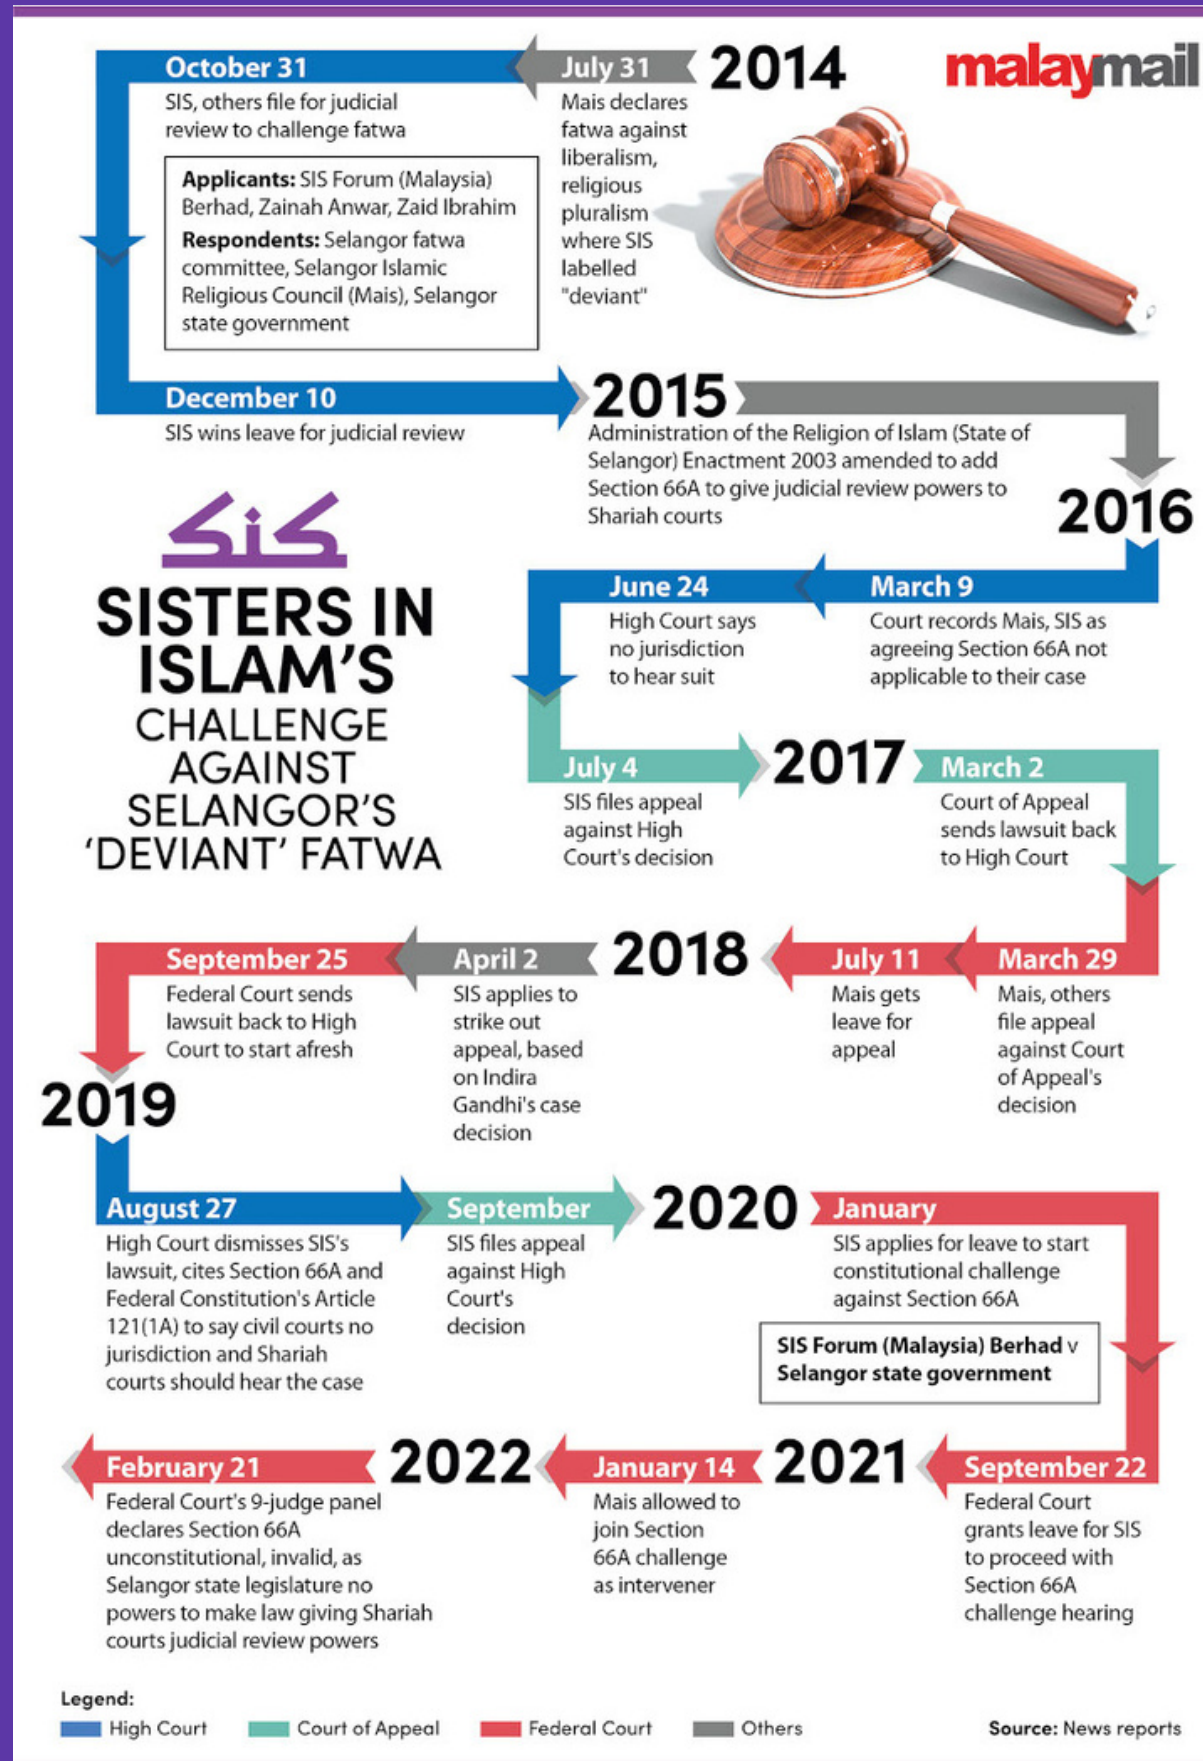 2014
malaymail
July 31
Mais declares
fatwa against
liberalism,
religious
pluralism
where SIS
labelled
"deviant"
October 31
SIS, others file for judicial
review to challenge fatwa
Applicants: SIS Forum (Malaysia)
Berhad, Zainah Anwar, Zaid Ibrahim
Respondents: Selangor fatwa
committee, Selangor Islamic
Religious Council (Mais), Selangor
state government
December 10
SIS wins leave for judicial review
2015
Administration of the Religion of Islam (State of
Selangor) Enactment 2003 amended to add
Section 66A to give judicial review powers to
Shariah courts
SISTERS IN
ISLAM'S
CHALLENGE
AGAINST
SELANGOR'S
'DEVIANT' FATWA
2016
March 9
Court records Mais, SIS as
agreeing Section 66A not
applicable to their case
June 24
High Court says
no jurisdiction
to hear suit
July 4
SIS files appeal
against High
Court's decision
2017
March 2
Court of Appeal
sends lawsuit back
to High Court
March 29
Mais, others
file appeal
against Court
of Appeal's
decision
July 11
Mais gets
leave for
appeal
2018
April 2
SIS applies to
strike out
appeal, based
on Indira
Gandhi's case
decision
September 25
Federal Court sends
lawsuit back to High
Court to start afresh
2019
August 27
High Court dismisses SIS's
lawsuit, cites Section 66A and
Federal Constitution's Article
121(1A) to say civil courts no
jurisdiction and Shariah
courts should hear the case
September
SIS files appeal
against High
Court's
decision
2020
January
SIS applies for leave to start
constitutional challenge
against Section 66A
SIS Forum (Malaysia) Berhad v
Selangor state government
September 22
Federal Court
grants leave for SIS
to proceed with
Section 66A
challenge hearing
2021
January 14
Mais allowed to
join Section
66A challenge
as intervener
2022
February 21
Federal Court's 9-judge panel
declares Section 66A
unconstitutional, invalid, as
Selangor state legislature no
powers to make law giving Shariah
courts judicial review powers
Legend:
High Court
Court of Appeal
Federal Court
Others
Source: News reports